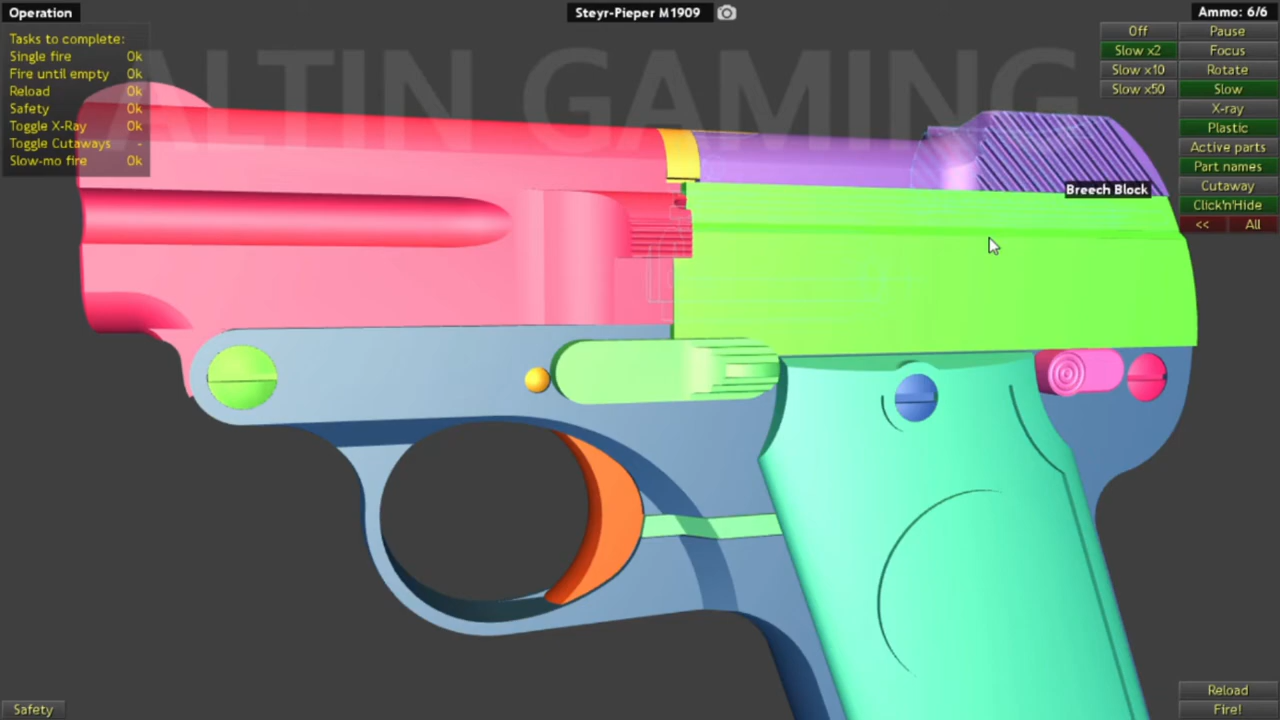 Operation
Steyr-Pieper M1909
Ammo: 6/6
Tasks to complete:
Single fire Ok
Fire until empty Ok
Reload Ok
Safety Ok
Toggle X-Ray Ok
Toggle Cutaways -
Slow-mo fire Ok
ALTIN GAMING
Off
Slow x2
Slow x10
Slow x50
Pause
Focus
Rotate
Slow
X-ray
Plastic
Active parts
Part names
Cutaway
Click'n'Hide
<< All
Breech Block
Safety
Reload
Fire!